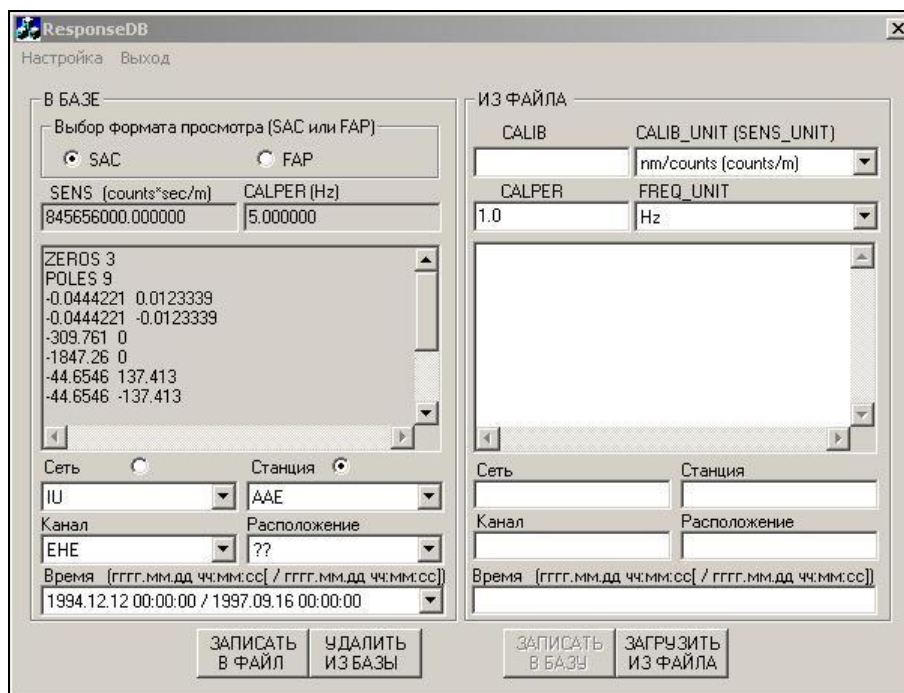 ResponseDB
Настройка Выход
В БАЗЕ
Выбор формата просмотра (SAC или FAP)
SAC FAP
SENS (counts*sec/m) CALPER (Hz)
845656000.000000 5.000000
ZEROS 3
POLES 9
-0.0444221 0.0123339
-0.0444221 -0.0123339
-309.761 0
-1847.26 0
-44.6546 137.413
-44.6546 -137.413
Сеть Станция
IU AAE
Канал Расположение
EHE ??
Время (гггг.мм.дд чч:мм:сс[ / гггг.мм.дд чч:мм:сс])
1994.12.12 00:00:00 / 1997.09.16 00:00:00
ЗАПИСАТЬ В ФАЙЛ
УДАЛИТЬ ИЗ БАЗЫ
ИЗ ФАЙЛА
CALIB CALIB_UNIT (SENS_UNIT)
nm/counts (counts/m)
CALPER FREQ_UNIT
1.0 Hz
Сеть Станция
Канал Расположение
Время (гггг.мм.дд чч:мм:сс[ / гггг.мм.дд чч:мм:сс])
ЗАПИСАТЬ В БАЗУ
ЗАГРУЗИТЬ ИЗ ФАЙЛА